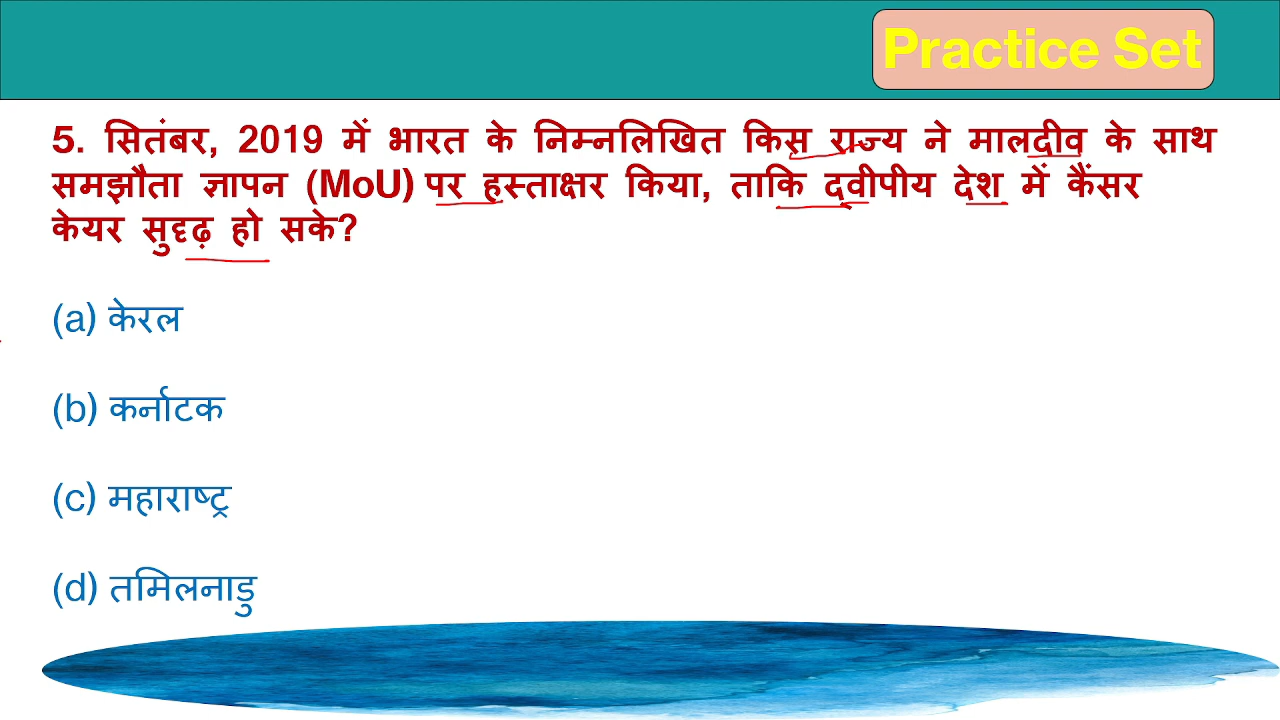 Practice Set
5. सितंबर, 2019 में भारत के निम्नलिखित किस राज्य ने मालदीव के साथ
समझौता ज्ञापन (MoU) पर हस्ताक्षर किया, ताकि दवीपीय देश में कैंसर
केयर सुदृढ़ हो सके?
(a) केरल
(b) कर्नाटक
(c) महाराष्ट्र
(d) तमिलनाडु